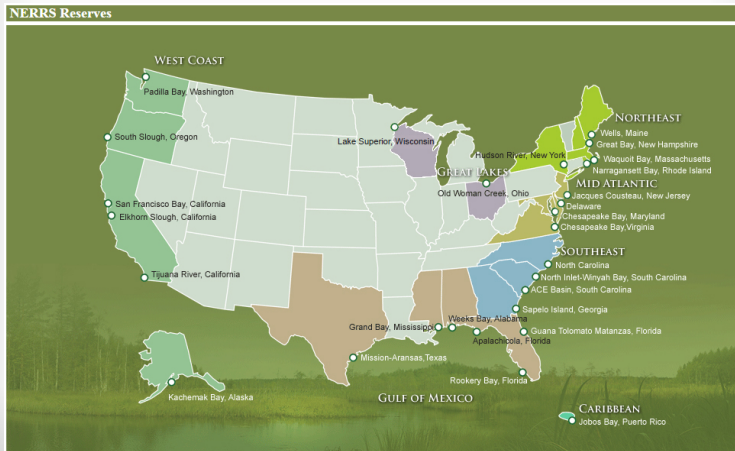 NERRS Reserves
WEST COAST
Padilla Bay, Washington
South Slough, Oregon
San Francisco Bay, California
Elkhorn Slough, California
Tijuana River, California
Kachemak Bay, Alaska
Lake Superior, Wisconsin
GREAT LAKES
Old Woman Creek, Ohio
NORTHEAST
Wells, Maine
Great Bay, New Hampshire
Hudson River, New York
Waquoit Bay, Massachusetts
Narragansett Bay, Rhode Island
MID ATLANTIC
Jacques Cousteau, New Jersey
Delaware
Chesapeake Bay, Maryland
Chesapeake Bay,Virginia
SOUTHEAST
North Carolina
North Inlet-Winyah Bay, South Carolina
ACE Basin, South Carolina
Sapelo Island, Georgia
Guana Tolomato Matanzas, Florida
Weeks Bay, Alabama
Grand Bay, Mississippi
Apalachicola, Florida
Mission-Aransas,Texas
Rookery Bay, Florida
GULF OF MEXICO
CARIBBEAN
Jobos Bay, Puerto Rico